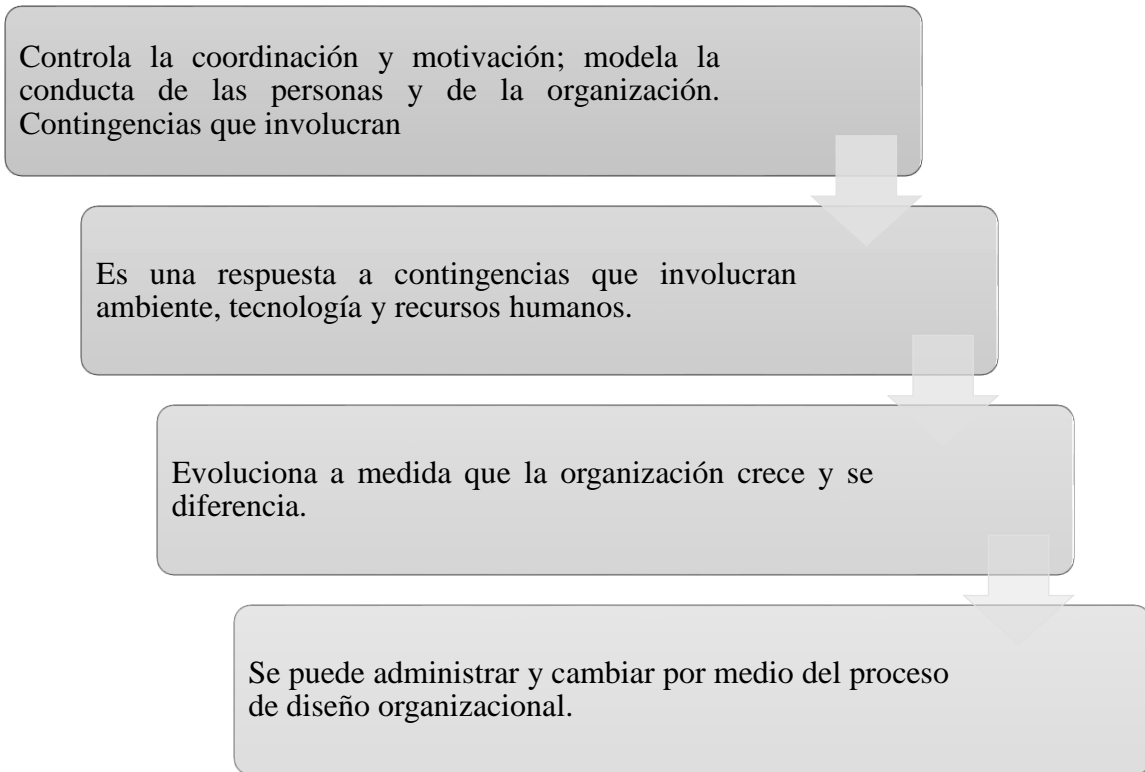 Controla la coordinación y motivación; modela la
conducta de las personas y de la organización.
Contingencias que involucran
Es una respuesta a contingencias que involucran
ambiente, tecnología y recursos humanos.
Evoluciona a medida que la organización crece y se
diferencia.
Se puede administrar y cambiar por medio del proceso
de diseño organizacional.